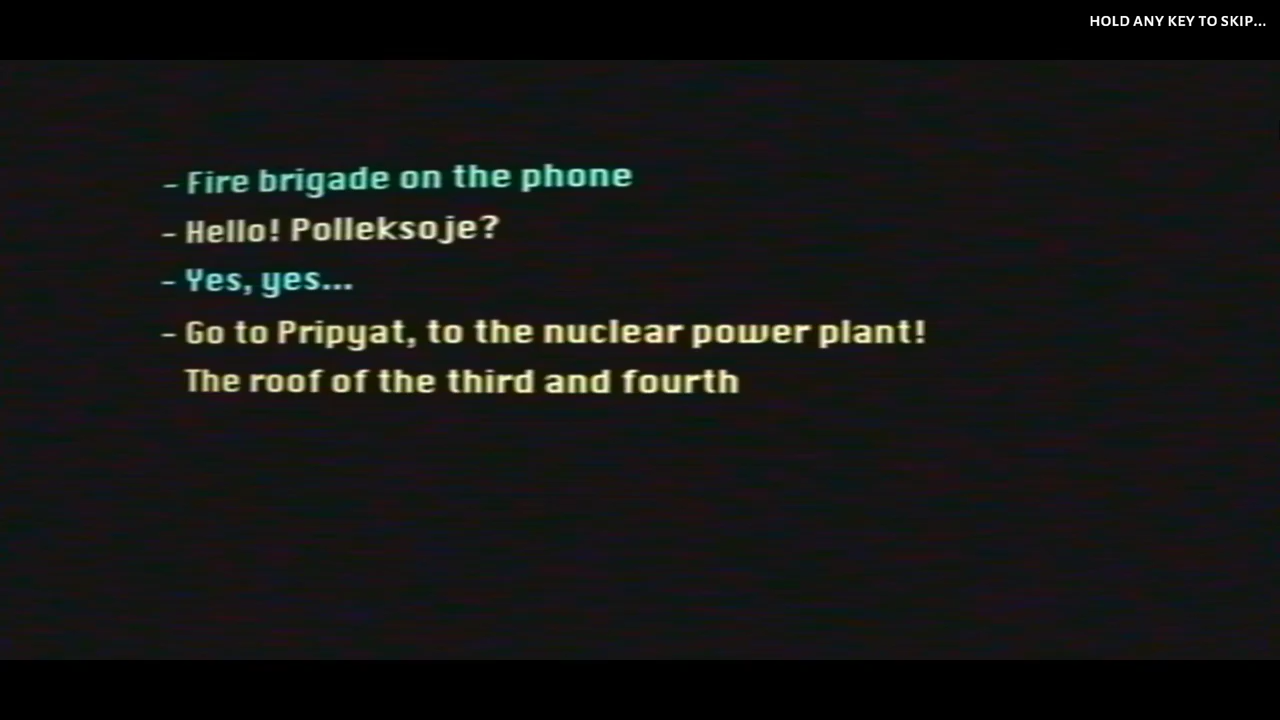 HOLD ANY KEY TO SKIP...
- Fire brigade on the phone
- Hello! Polleksoje?
- Yes, yes...
- Go to Pripyat, to the nuclear power plant!
The roof of the third and fourth